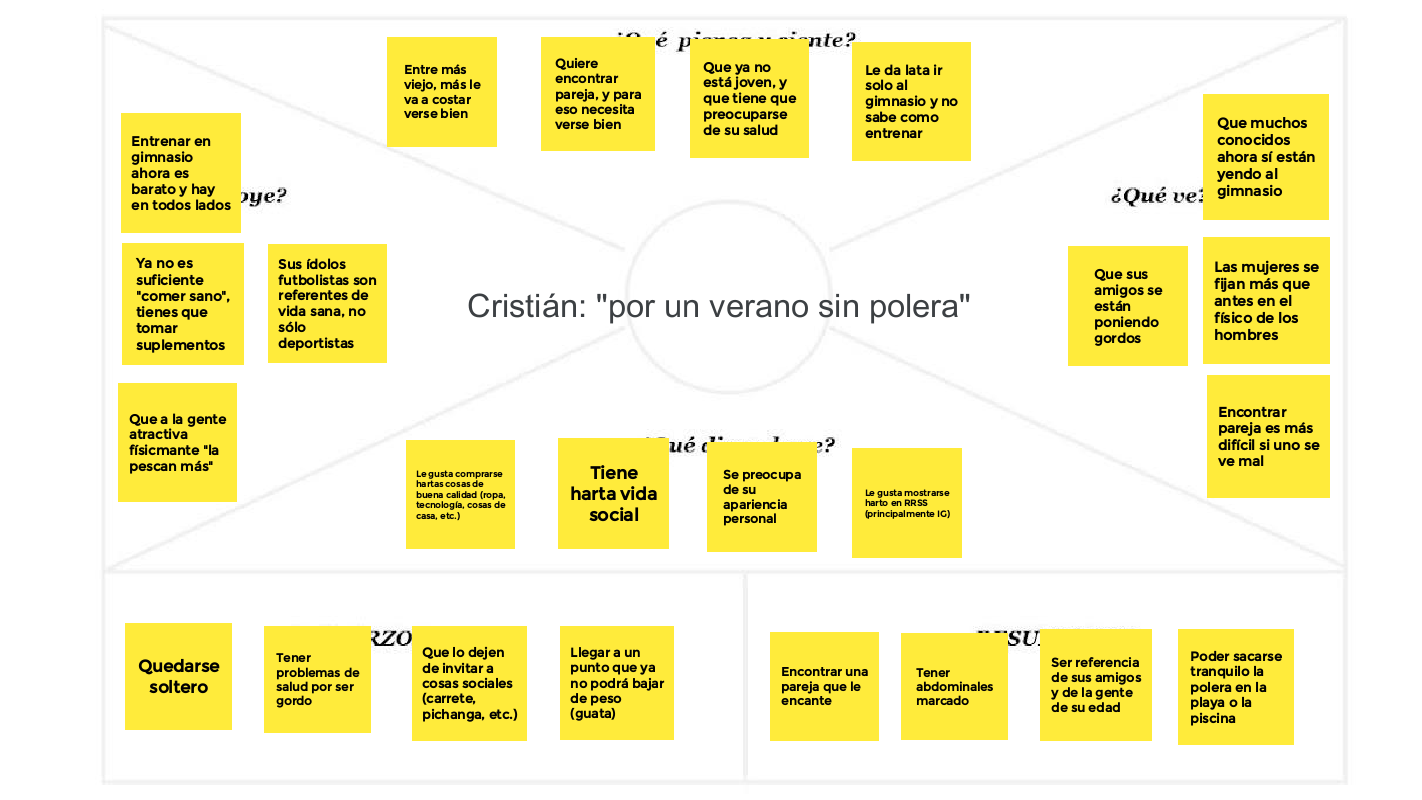 ¿Qué piensa y siente?
Entre más
viejo, más le
va a costar
verse bien
Quiere
encontrar
pareja, y para
eso necesita
verse bien
Que ya no
está joven, y
que tiene que
preocuparse
de su salud
Le da lata ir
solo al
gimnasio y no
sabe como
entrenar
oye?
Entrenar en
gimnasio
ahora es
barato y hay
en todos lados
Ya no es
suficiente
"comer sano",
tienes que
tomar
suplementos
Sus ídolos
futbolistas son
referentes de
vida sana, no
sólo
deportistas
Que a la gente
atractiva
físicmante "la
pescan más"
Cristián: "por un verano sin polera"
¿Qué ve?
Que muchos
conocidos
ahora sí están
yendo al
gimnasio
Que sus
amigos se
están
poniendo
gordos
Las mujeres se
fijan más que
antes en el
físico de los
hombres
Encontrar
pareja es más
difícil si uno se
ve mal
¿Qué
Le gusta comprarse
hartas cosas de
buena calidad (ropa,
tecnología, cosas de
casa, etc.)
Tiene
harta vida
social
Se preocupa
de su
apariencia
personal
Le gusta mostrarse
harto en RRSS
(principalmente IG)
RZO
Quedarse
soltero
Tener
problemas de
salud por ser
gordo
Que lo dejen
de invitar a
cosas sociales
(carrete,
pichanga, etc.)
Llegar a un
punto que ya
no podrá bajar
de peso
(guata)
RESU
Encontrar una
pareja que le
encante
Tener
abdominales
marcado
Ser referencia
de sus amigos
y de la gente
de su edad
Poder sacarse
tranquilo la
polera en la
playa o la
piscina